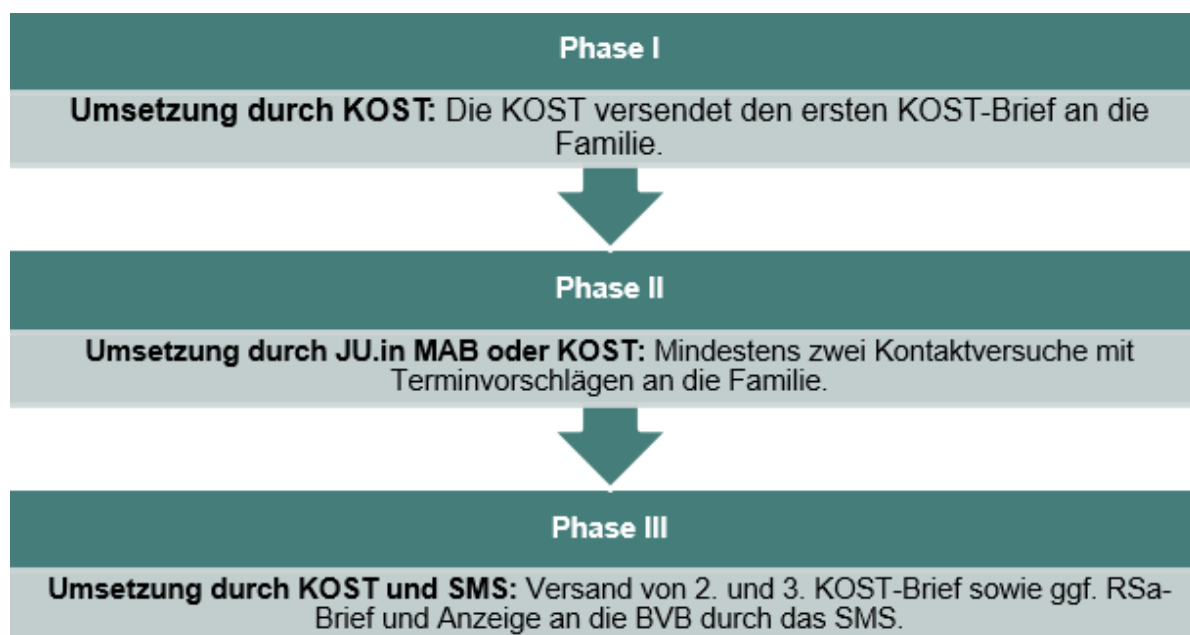 Phase I
Umsetzung durch KOST: Die KOST versendet den ersten KOST-Brief an die
Familie.
Phase II
Umsetzung durch JU.in MAB oder KOST: Mindestens zwei Kontaktversuche mit
Terminvorschlägen an die Familie.
Phase III
Umsetzung durch KOST und SMS: Versand von 2. und 3. KOST-Brief sowie ggf. RSa-
Brief und Anzeige an die BVB durch das SMS.